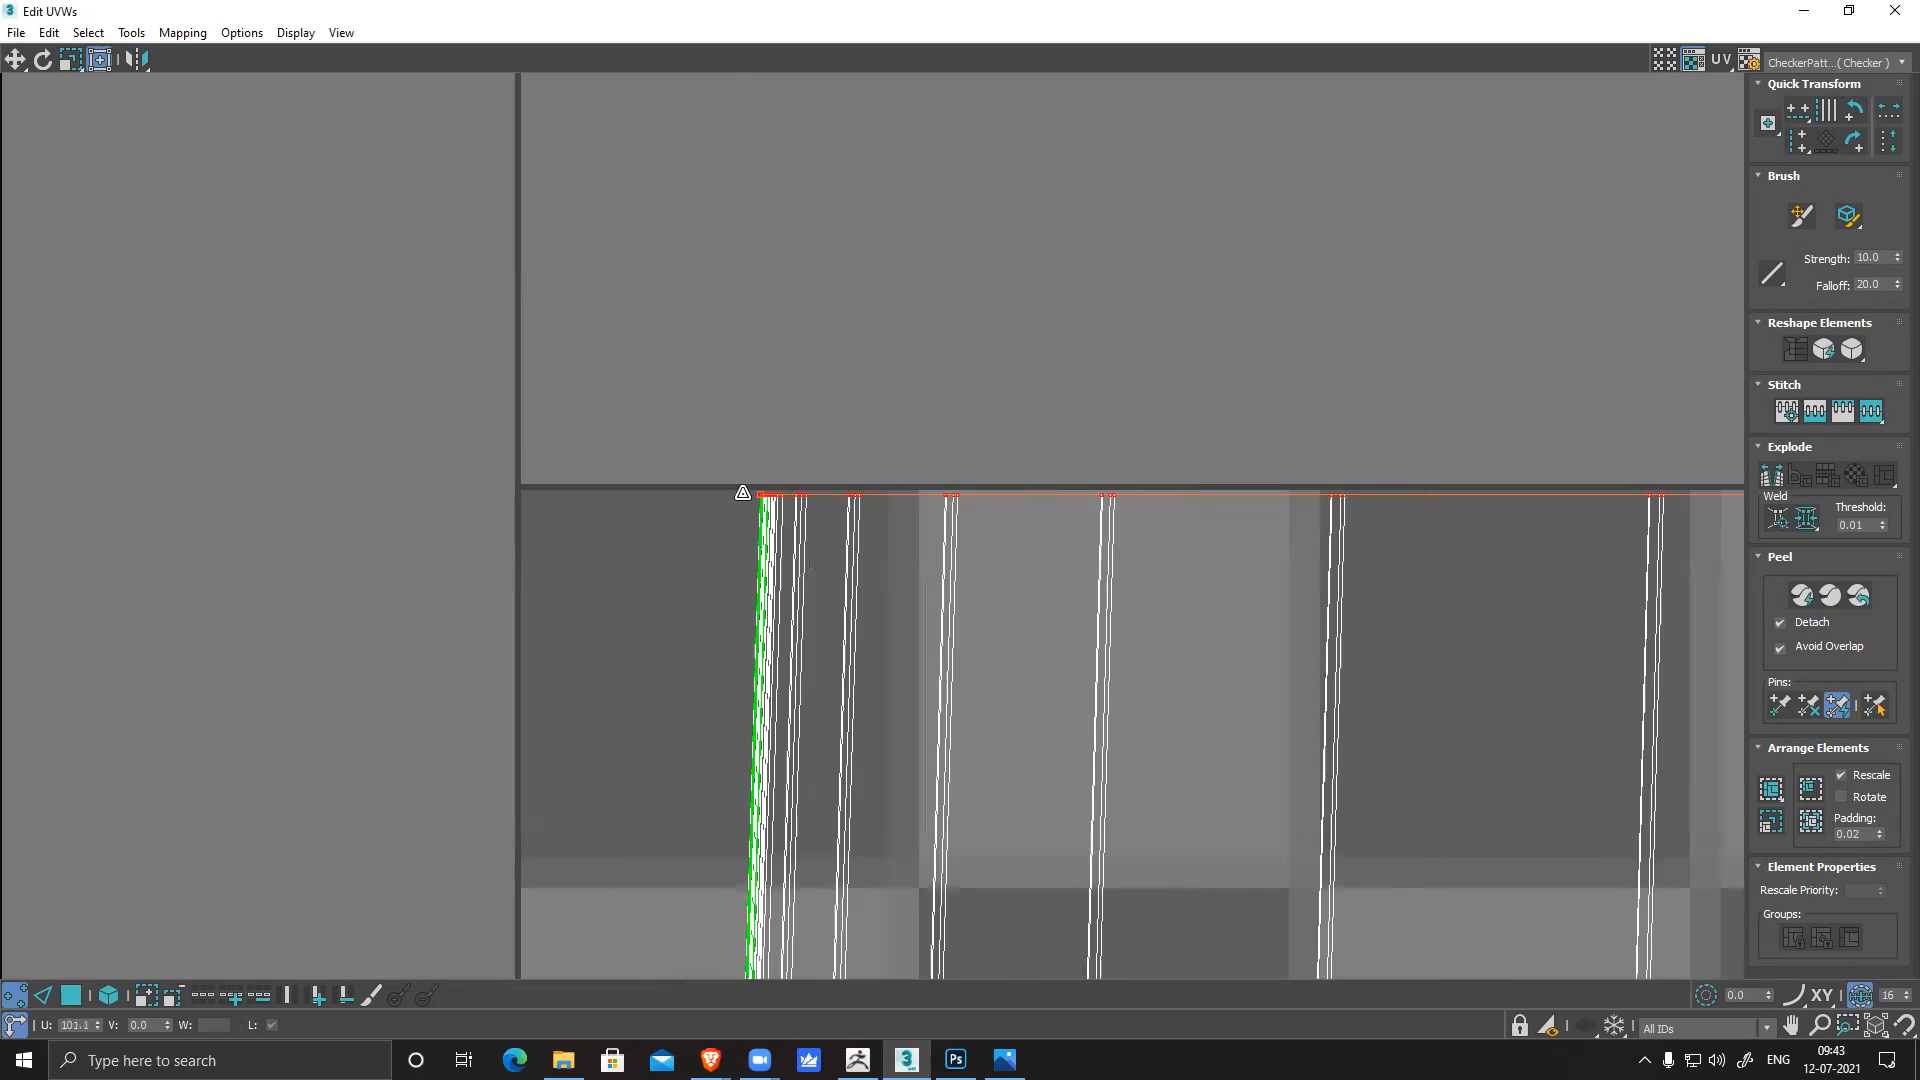 Edit UVWs
File Edit Select Tools Mapping Options Display View
UV CheckerPatt...( Checker )
Quick Transform
Brush
Strength: 10.0
Falloff: 20.0
Reshape Elements
Stitch
Explode
Weld
Threshold:
0.01
Peel
Detach
Avoid Overlap
Pins:
Arrange Elements
Rescale
Rotate
Padding:
0.02
Element Properties
Rescale Priority:
Groups:
0.0 XY 16
U: 101.1 V: 0.0 W: L:
All IDs
Type here to search
Ps
ENG
09:43
12-07-2021